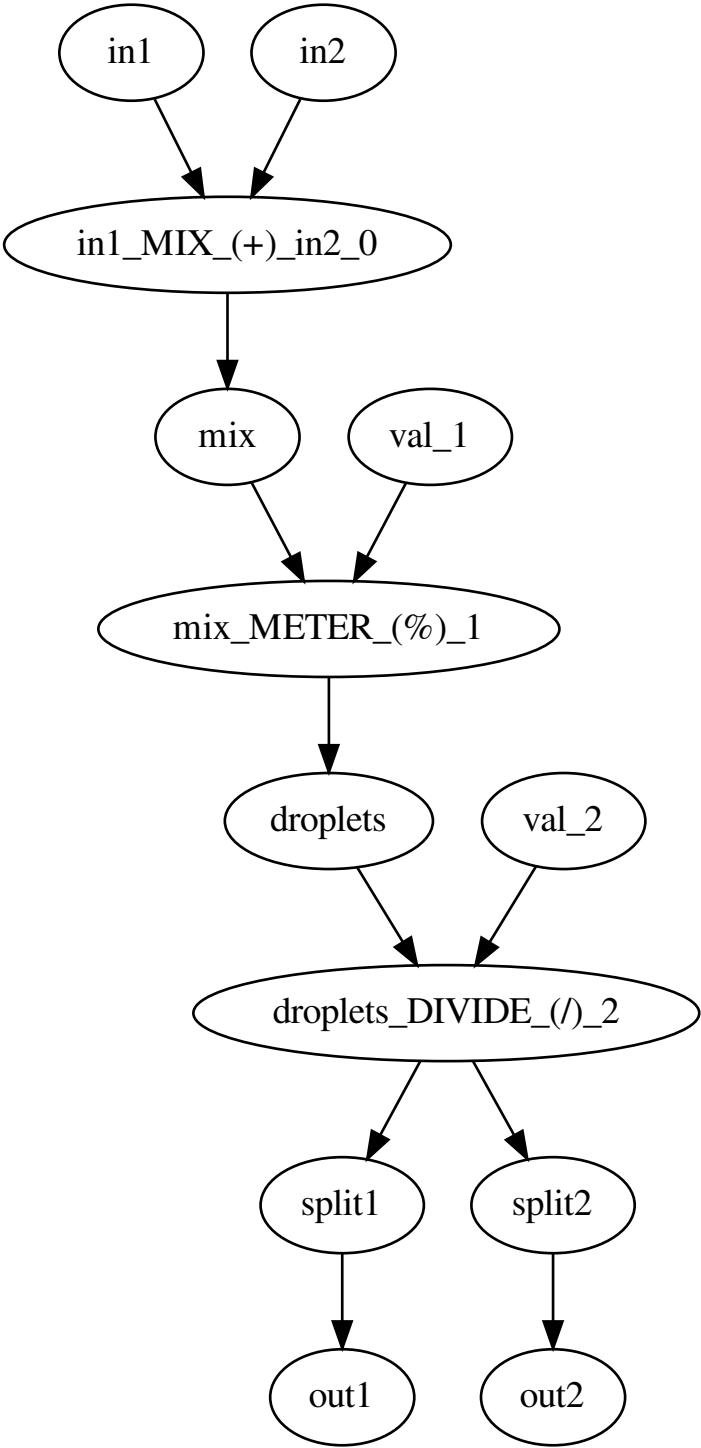 in1
in2
in1_MIX_(+)_in2_0
mix
val_1
mix_METER_(%)_1
droplets
val_2
droplets_DIVIDE_(/)_2
split1
split2
out1
out2